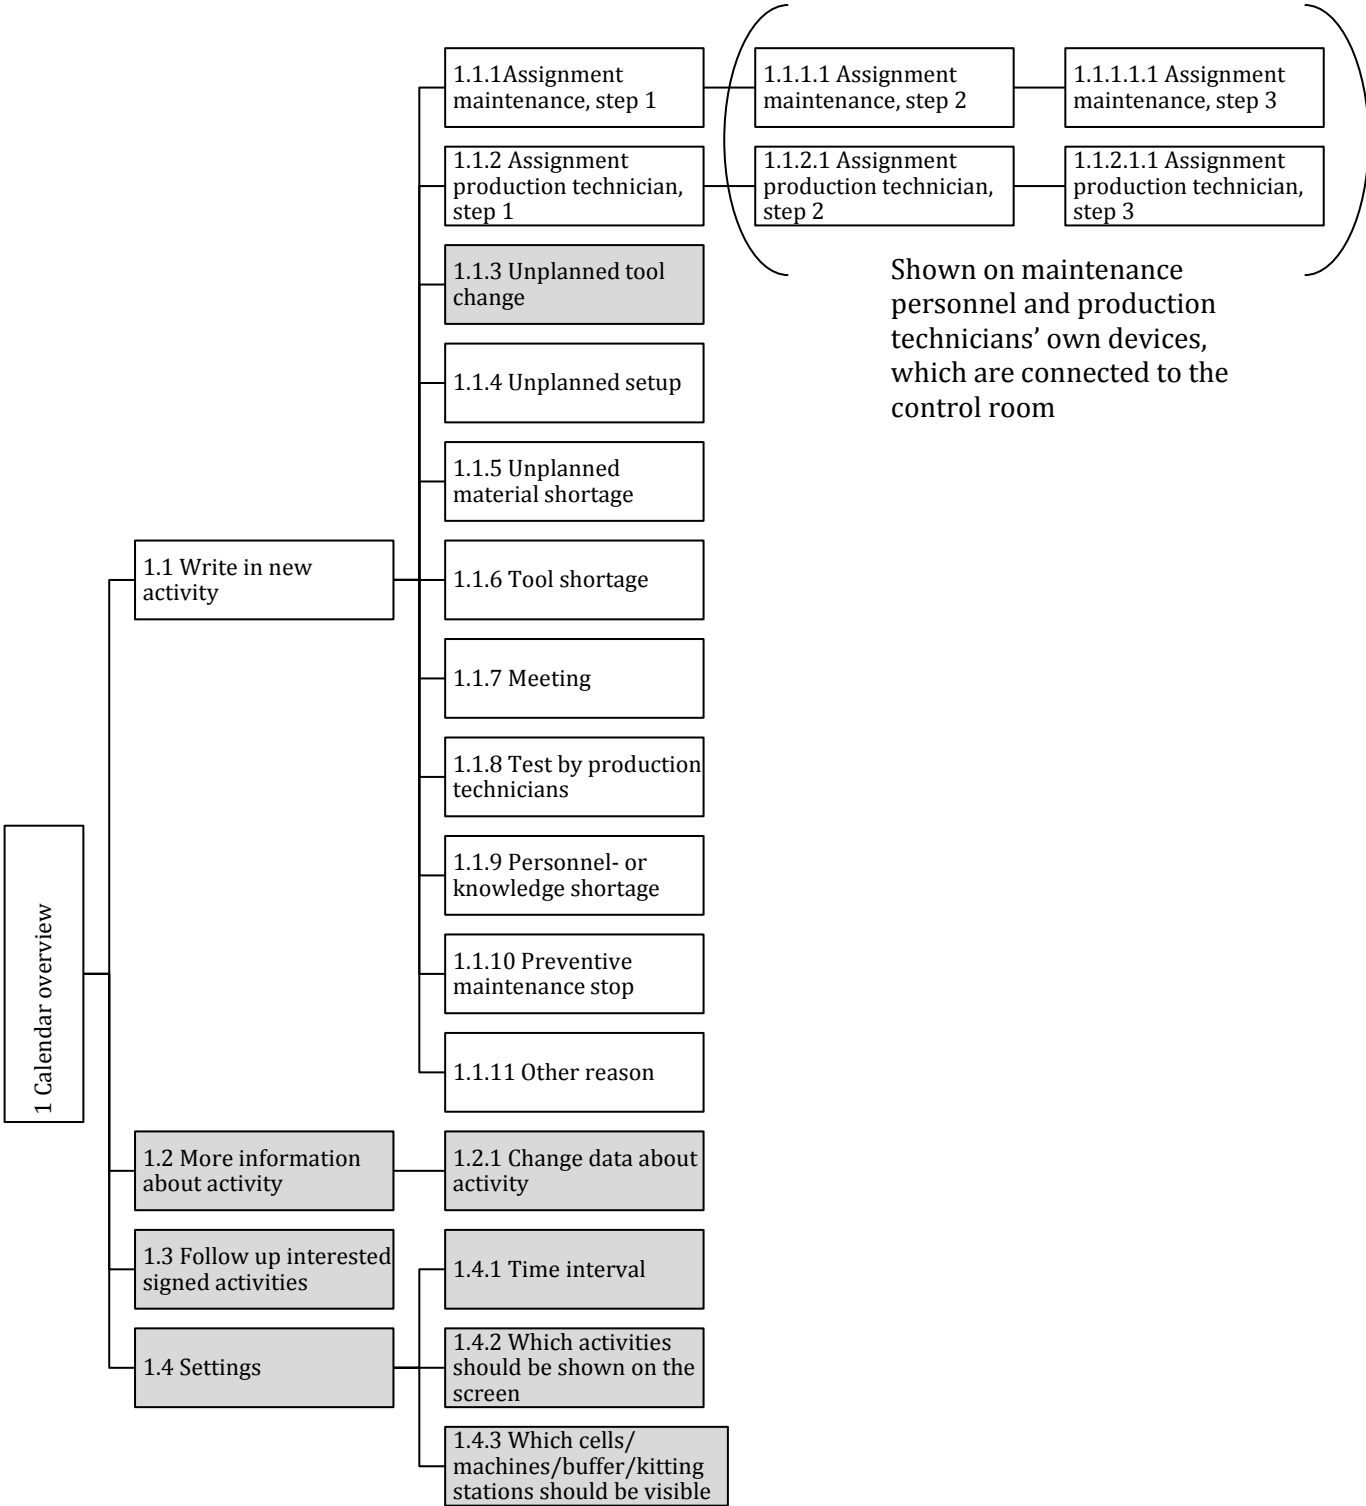 1.1.1Assignment
maintenance, step 1
1.1.1.1 Assignment
maintenance, step 2
1.1.1.1.1 Assignment
maintenance, step 3
1.1.2 Assignment
production technician,
step 1
1.1.2.1 Assignment
production technician,
step 2
1.1.2.1.1 Assignment
production technician,
step 3
Shown on maintenance
personnel and production
technicians’ own devices,
which are connected to the
control room
1.1.3 Unplanned tool
change
1.1.4 Unplanned setup
1.1.5 Unplanned
material shortage
1.1 Write in new
activity
1.1.6 Tool shortage
1.1.7 Meeting
1.1.8 Test by production
technicians
1.1.9 Personnel- or
knowledge shortage
1 Calendar overview
1.1.10 Preventive
maintenance stop
1.1.11 Other reason
1.2 More information
about activity
1.2.1 Change data about
activity
1.3 Follow up interested
signed activities
1.4.1 Time interval
1.4 Settings
1.4.2 Which activities
should be shown on the
screen
1.4.3 Which cells/
machines/buffer/kitting
stations should be visible